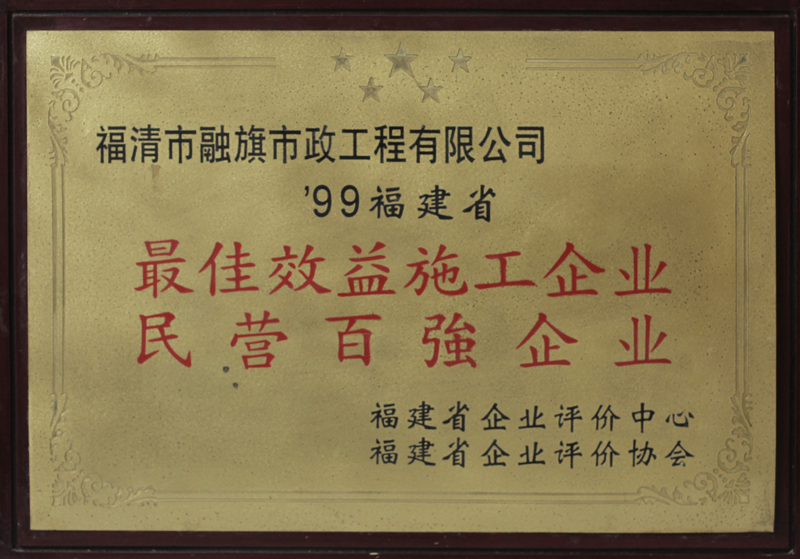 福清市融旗市政工程有限公司
'99福建省
最佳效益施工企业
民营百強企业
福建省企业评价中心
福建省企业评价协会